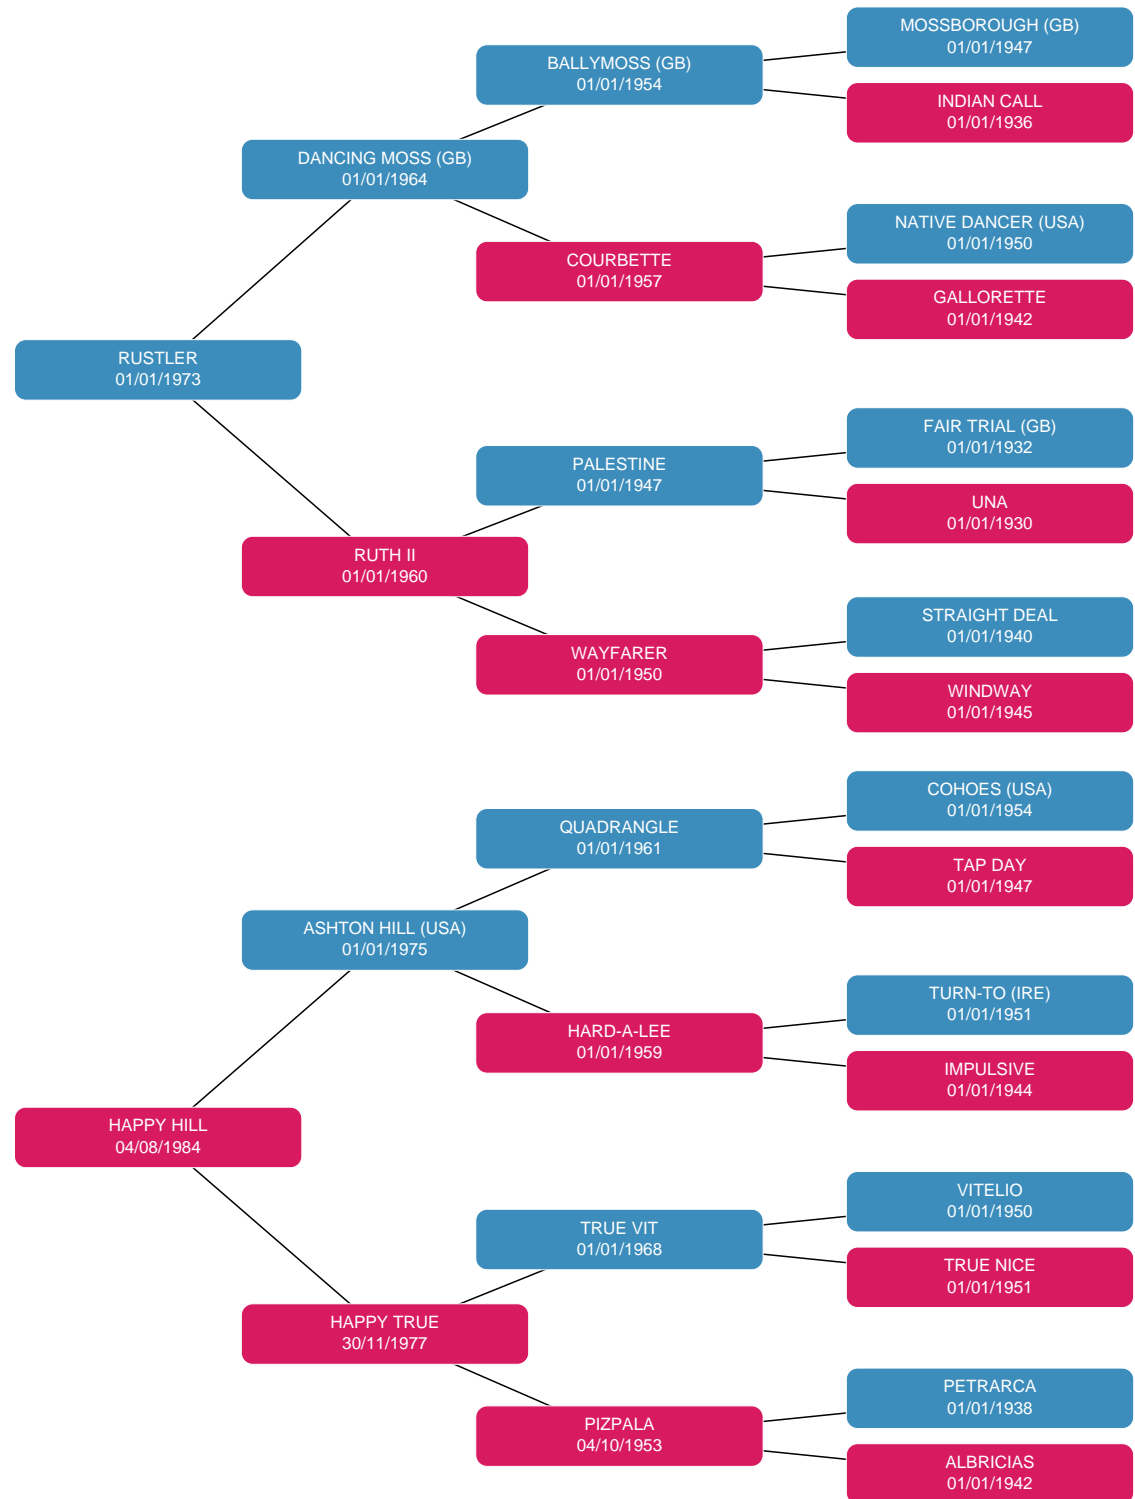 MOSSBOROUGH (GB)
01/01/1947
BALLYMOSS (GB)
01/01/1954
INDIAN CALL
01/01/1936
DANCING MOSS (GB)
01/01/1964
NATIVE DANCER (USA)
01/01/1950
COURBETTE
01/01/1957
GALLORETTE
01/01/1942
RUSTLER
01/01/1973
FAIR TRIAL (GB)
01/01/1932
PALESTINE
01/01/1947
UNA
01/01/1930
RUTH II
01/01/1960
STRAIGHT DEAL
01/01/1940
WAYFARER
01/01/1950
WINDWAY
01/01/1945
COHOES (USA)
01/01/1954
QUADRANGLE
01/01/1961
TAP DAY
01/01/1947
ASHTON HILL (USA)
01/01/1975
TURN-TO (IRE)
01/01/1951
HARD-A-LEE
01/01/1959
IMPULSIVE
01/01/1944
HAPPY HILL
04/08/1984
VITELIO
01/01/1950
TRUE VIT
01/01/1968
TRUE NICE
01/01/1951
HAPPY TRUE
30/11/1977
PETRARCA
01/01/1938
PIZPALA
04/10/1953
ALBRICIAS
01/01/1942